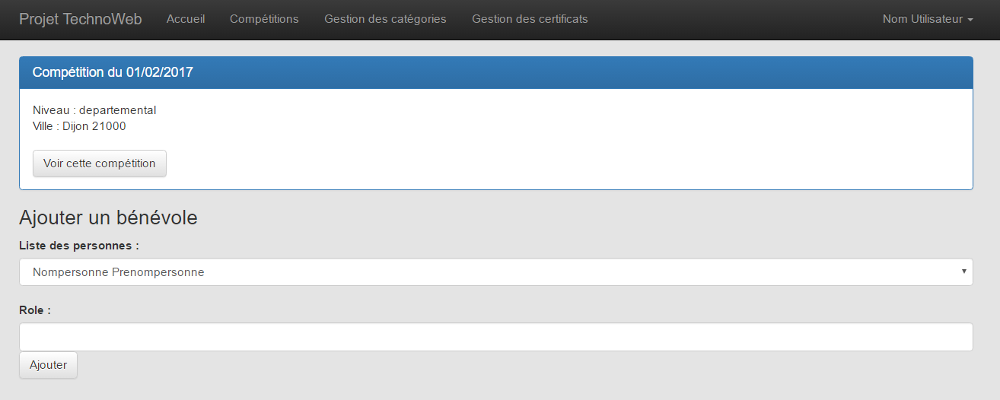 Projet TechnoWeb Accueil Compétitions Gestion des catégories Gestion des certificats Nom Utilisateur
Compétition du 01/02/2017
Niveau : departemental
Ville : Dijon 21000
Voir cette compétition
Ajouter un bénévole
Liste des personnes :
Nompersonne Prenompersonne
Role :
Ajouter